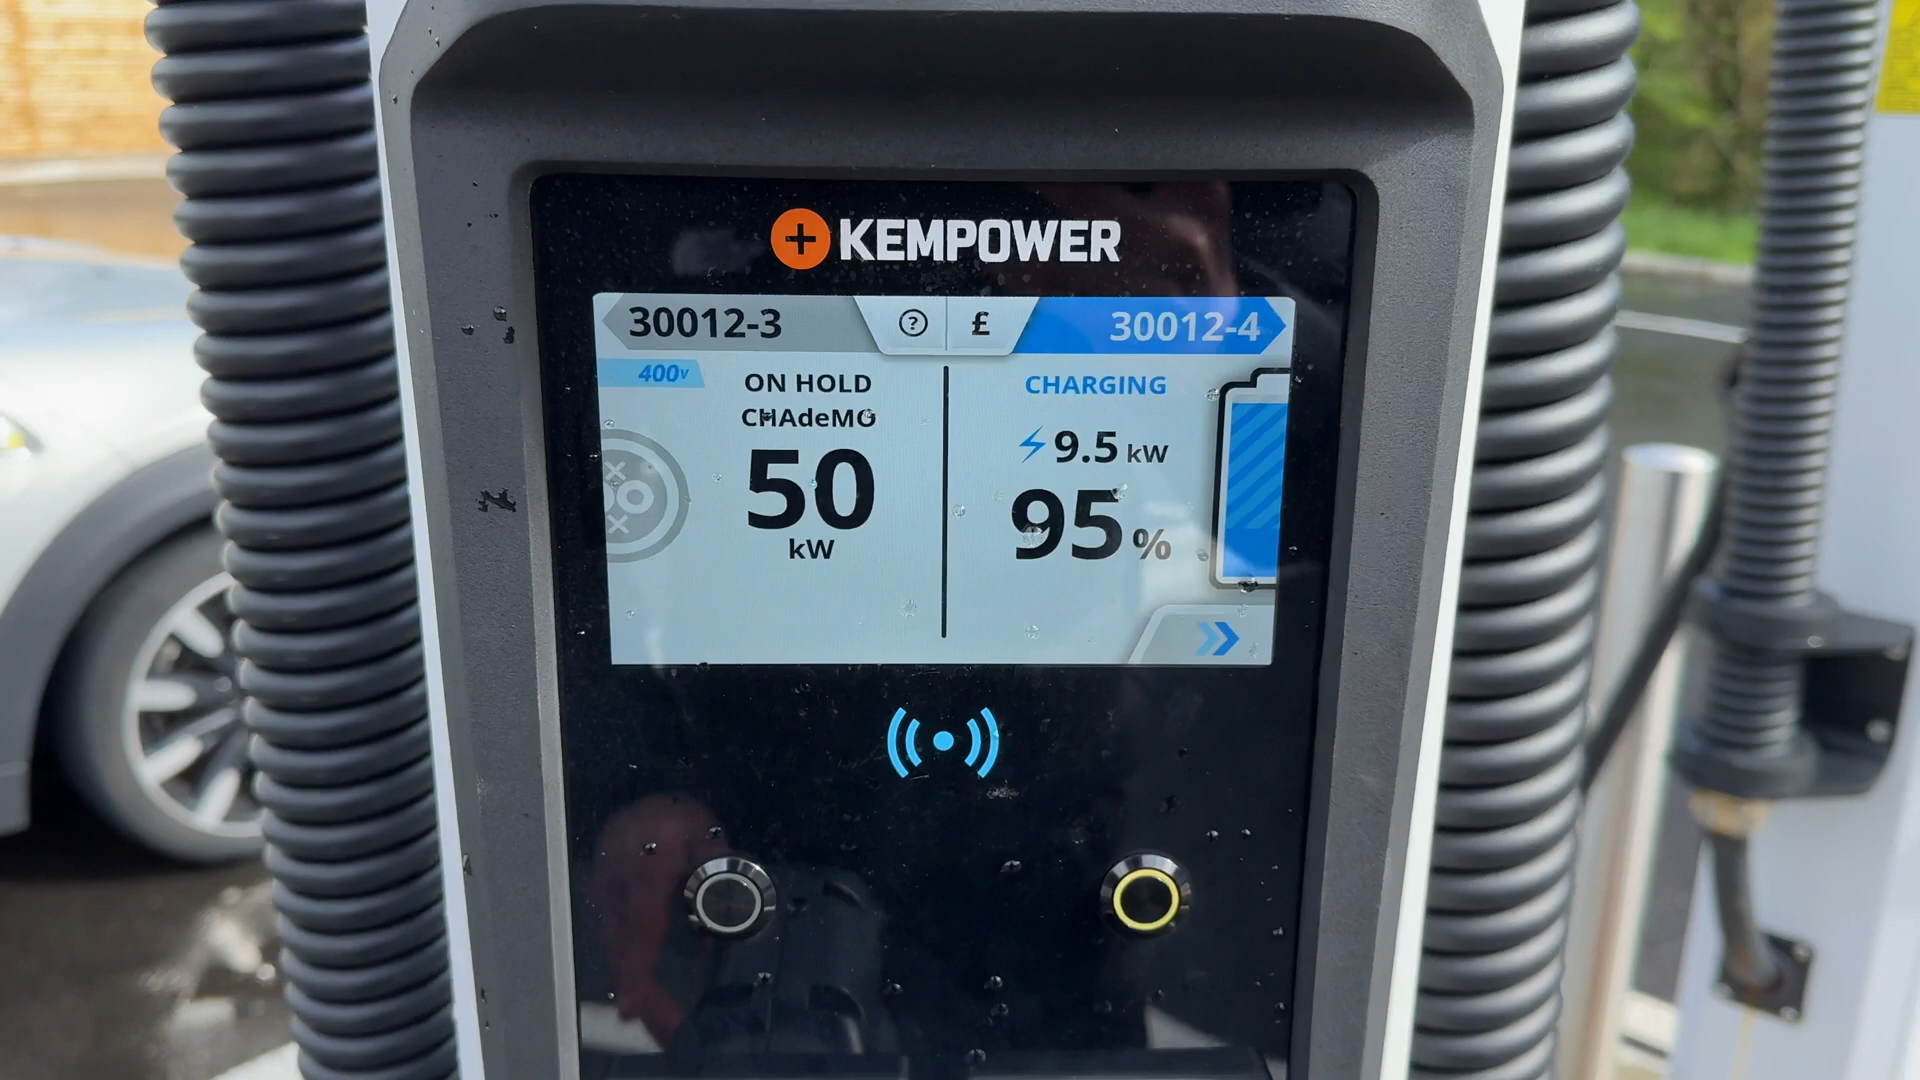 KEMPOWER
30012-3
£
30012-4
400V
ON HOLD
CHAdeMO
50
kW
CHARGING
9.5 kW
95%